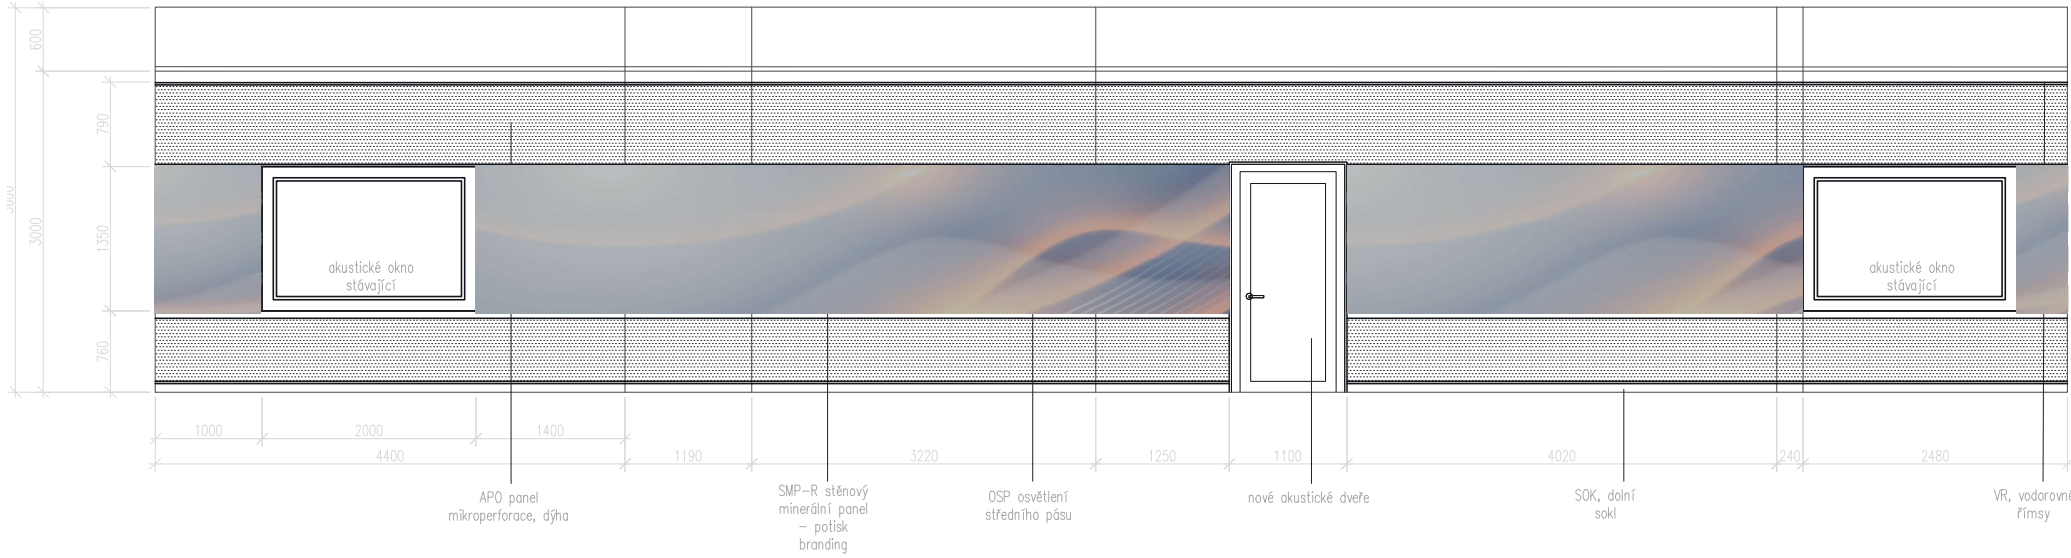 600
790
3000
1350
760
akustické okno
stávající
akustické okno
stávající
1000
2000
1400
4400
1190
3220
1250
1100
4020
240
2480
APO panel
mikroperforace, dýha
SMP-R stěnový
minerální panel
- potisk
branding
OSP osvětlení
středního pásu
nové akustické dveře
SOK, dolní
sokl
VR, vodorovné
římsy